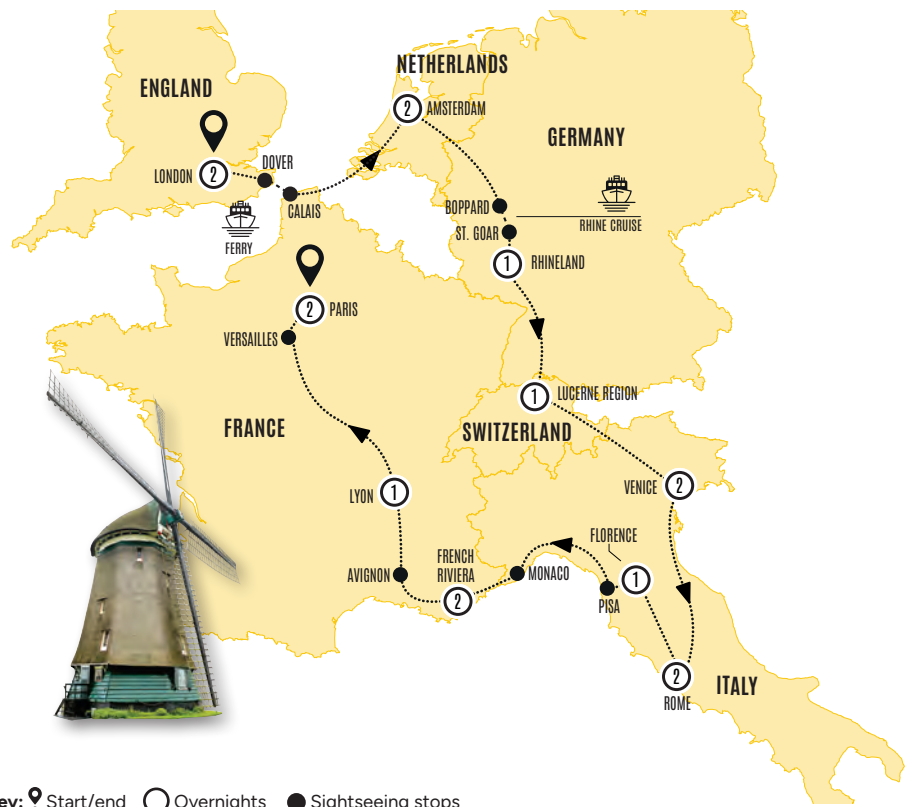 NETHERLANDS
ENGLAND
2
AMSTERDAM
GERMANY
DOVER
LONDON
2
CALAIS
FERRY
BOPPARD
RHINE CRUISE
ST. GOAR
1
RHINELAND
2
PARIS
VERSAILLES
1
LUCERNE REGION
FRANCE
SWITZERLAND
LYON
1
VENICE
2
FLORENCE
FRENCH
RIVIERA
AVIGNON
MONACO
1
2
PISA
2
ITALY
ROME
ey: Start/end Overnights Sightseeing stops